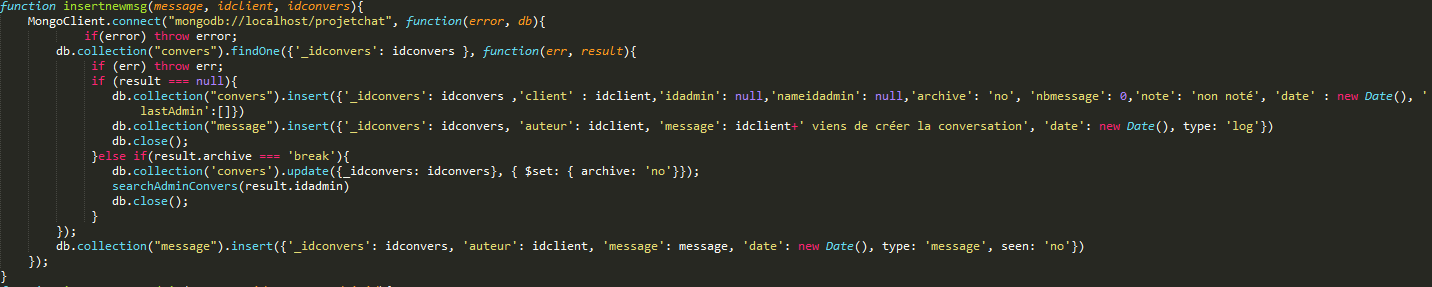 function insertnewmsg(message, idclient, idconvers){
MongoClient.connect("mongodb://localhost/projetchat", function(error, db){
if(error) throw error;
db.collection("convers").findOne({'_idconvers': idconvers }, function(err, result){
if (err) throw err;
if (result === null){
db.collection("convers").insert({'_idconvers': idconvers ,'client' : idclient,'idadmin': null,'nameidadmin': null,'archive': 'no', 'nbmessage': 0,'note': 'non noté', 'date' : new Date(), '
lastAdmin':[]})
db.collection("message").insert({'_idconvers': idconvers, 'auteur': idclient, 'message': idclient+' viens de créer la conversation', 'date': new Date(), type: 'log'})
db.close();
}else if(result.archive === 'break'){
db.collection('convers').update({_idconvers: idconvers}, { $set: { archive: 'no'}});
searchAdminConvers(result.idadmin)
db.close();
}
});
db.collection("message").insert({'_idconvers': idconvers, 'auteur': idclient, 'message': message, 'date': new Date(), type: 'message', seen: 'no'})
});
}